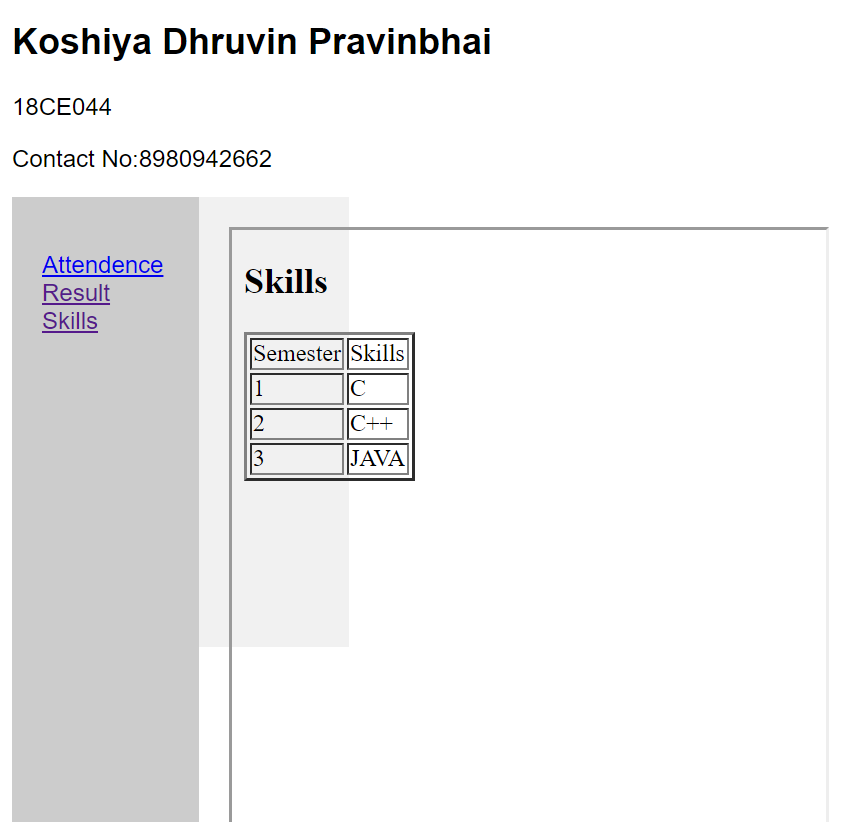 Koshiya Dhruvin Pravinbhai
18CE044
Contact No:8980942662
Attendence
Result
Skills
Skills
Semester Skills
1 C
2 C++
3 JAVA